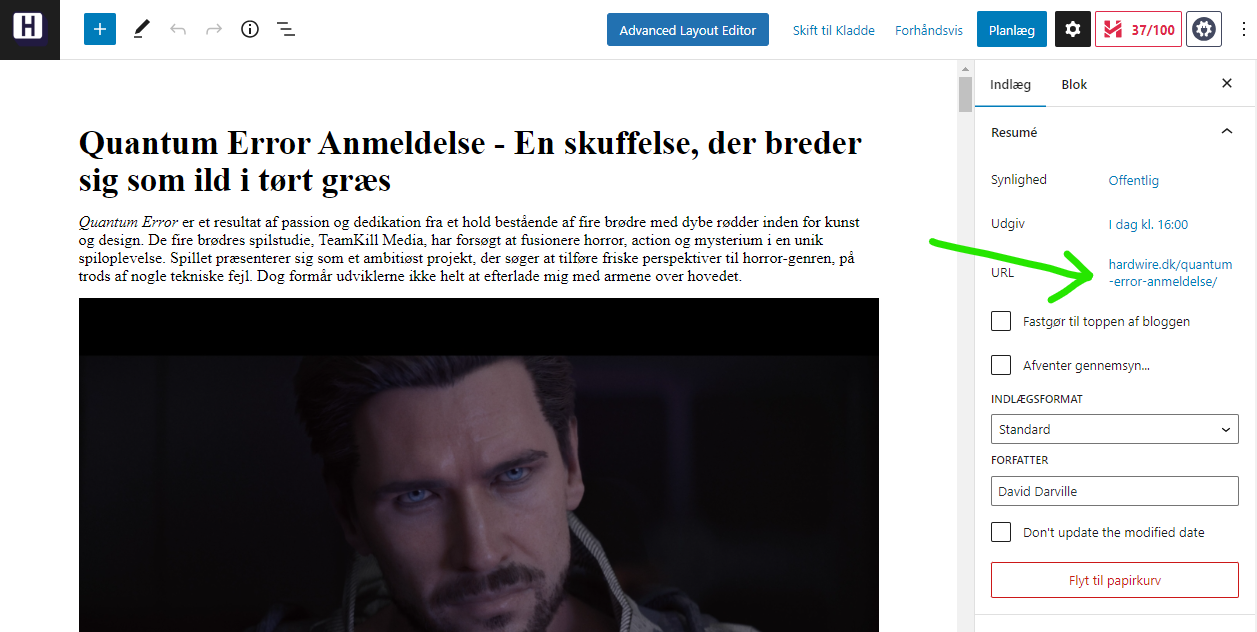 H
Advanced Layout Editor
Skift til Kladde
Forhåndsvis
Planlæg
37/100
Indlæg
Blok
Quantum Error Anmeldelse - En skuffelse, der breder
sig som ild i tørt græs
Quantum Error er et resultat af passion og dedikation fra et hold bestående af fire brødre med dybe rødder inden for kunst
og design. De fire brødres spilstudie, TeamKill Media, har forsøgt at fusionere horror, action og mysterium i en unik
spiloplevelse. Spillet præsenterer sig som et ambitiøst projekt, der søger at tilføre friske perspektiver til horror-genren, på
trods af nogle tekniske fejl. Dog formår udviklerne ikke helt at efterlade mig med armene over hovedet.
Resumé
Synlighed
Offentlig
Udgiv
I dag kl. 16:00
URL
hardwire.dk/quantum
-error-anmeldelse/
Fastgør til toppen af bloggen
Afventer gennemsyn...
INDLÆGSFORMAT
Standard
FORFATTER
David Darville
Don't update the modified date
Flyt til papirkurv